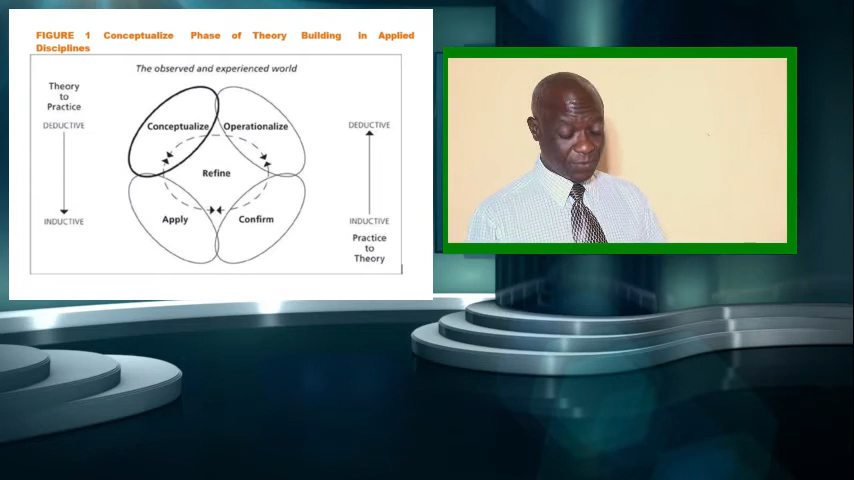 FIGURE 1 Conceptualize Phase of Theory Building in Applied
Disciplines
The observed and experienced world
Theory
to
Practice
DEDUCTIVE
INDUCTIVE
Conceptualize
Operationalize
Refine
Apply
Confirm
DEDUCTIVE
INDUCTIVE
Practice
to
Theory